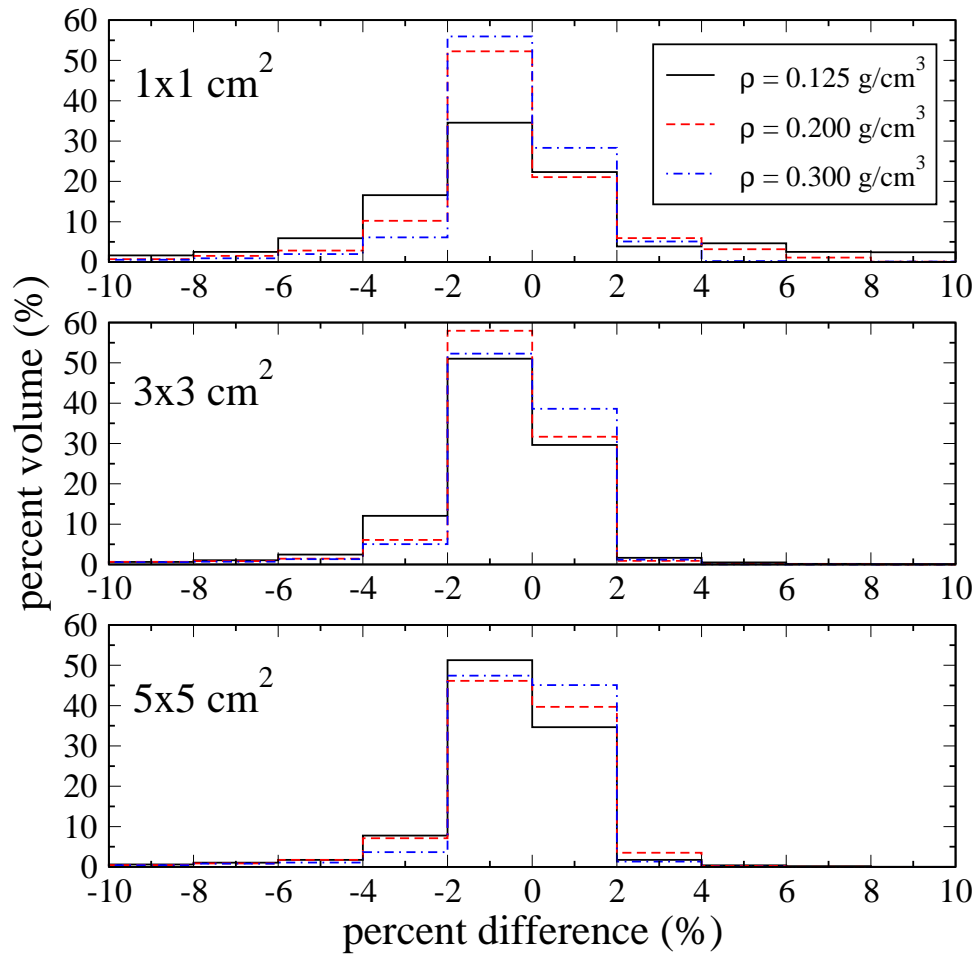 60
50
40
30
20
10
0
1x1 cm²
ρ = 0.125 g/cm³
ρ = 0.200 g/cm³
ρ = 0.300 g/cm³
-10 -8 -6 -4 -2 0 2 4 6 8 10
percent volume (%)
60
50
40
30
20
10
0
3x3 cm²
-10 -8 -6 -4 -2 0 2 4 6 8 10
60
50
40
30
20
10
0
5x5 cm²
-10 -8 -6 -4 -2 0 2 4 6 8 10
percent difference (%)